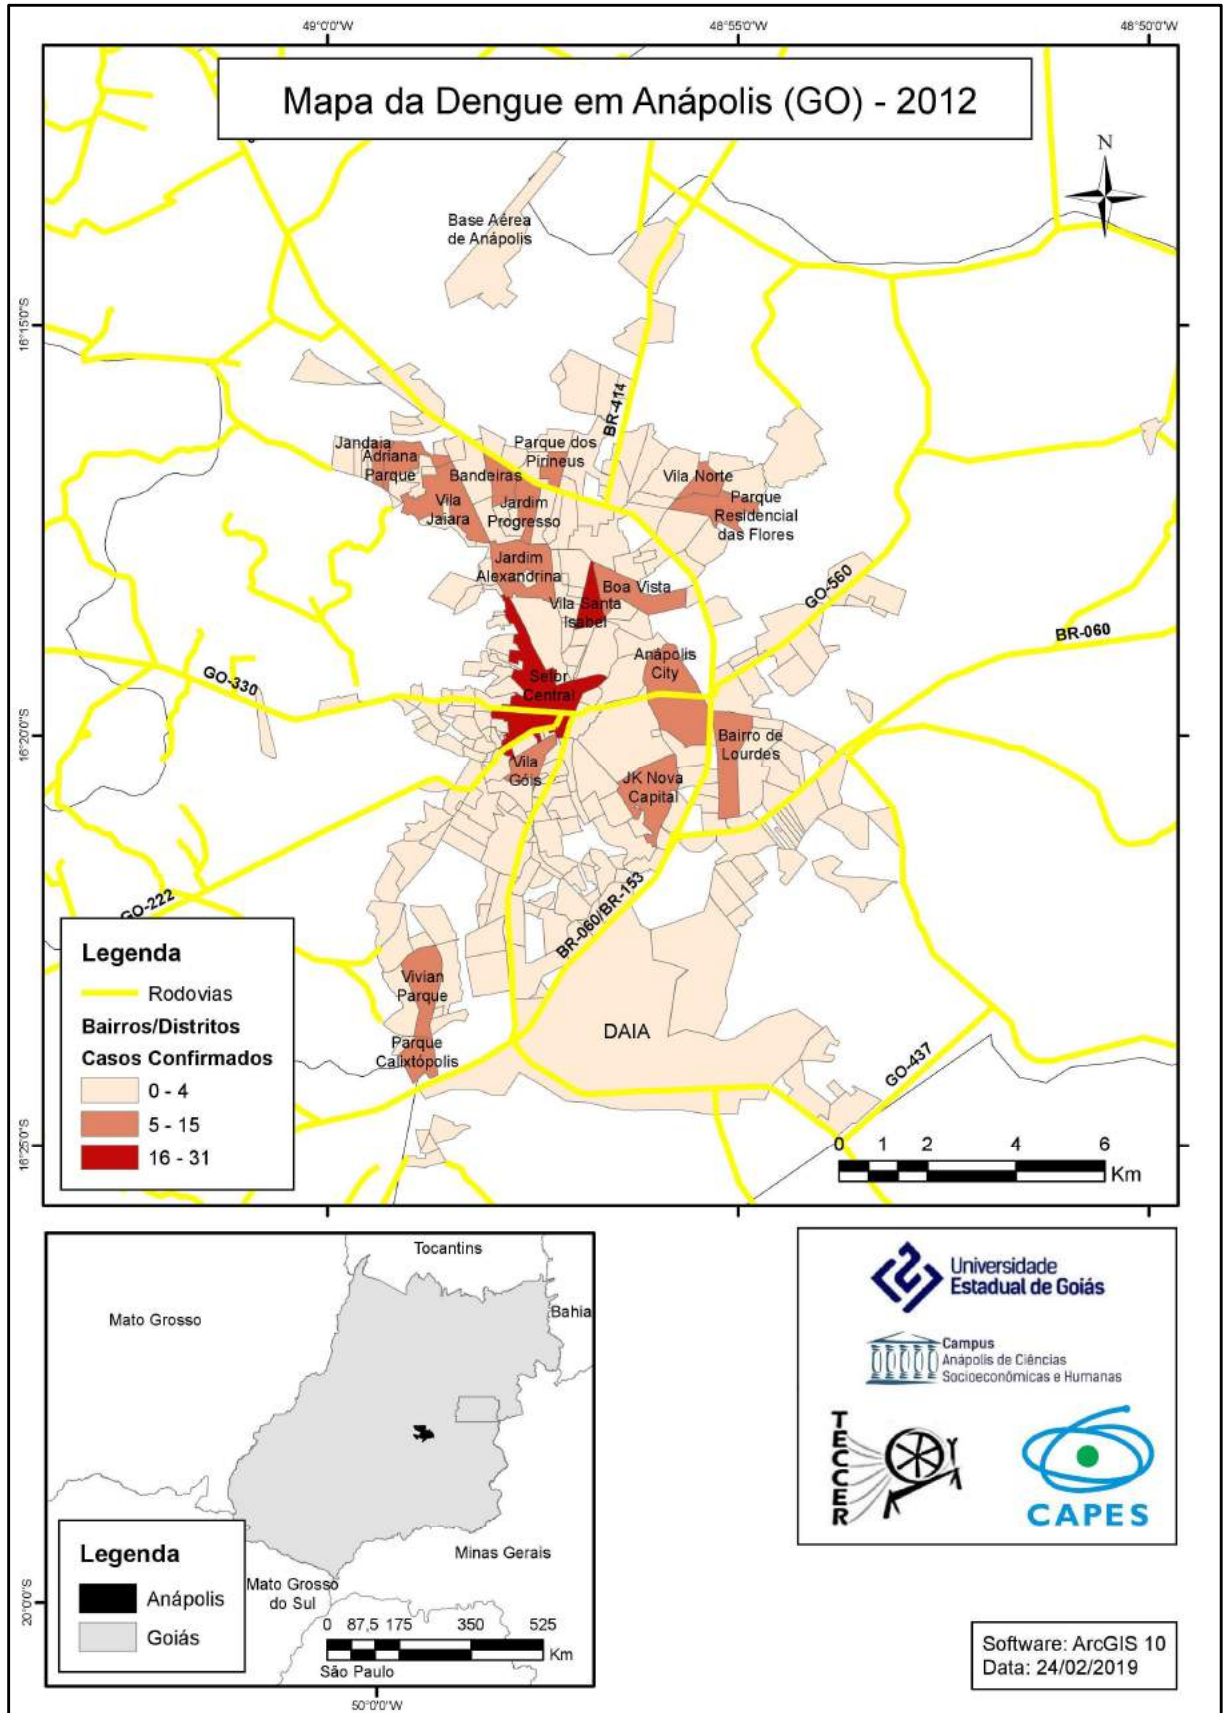 49°0'0"W
48°55'0"W
48°50'0"W
Mapa da Dengue em Anápolis (GO) - 2012
N
Base Aérea
de Anápolis
16°15'0"S
BR-414
Jandaia
Adriana
Parque
Bandeiras
Parque dos
Pirineus
Vila
Jaiara
Jardim
Progresso
Vila Norte
Parque
Residencial
das Flores
Jardim
Alexandrina
Boa Vista
Vila Santa
Isabel
GO-560
BR-060
Anápolis
City
GO-330
Setor
Central
16°20'0"S
Bairro de
Lourdes
Vila
Góis
JK Nova
Capital
GO-222
BR-060/BR-153
Vivian
Parque
DAIA
Parque
Calixtópolis
GO-437
16°25'0"S
Legenda
Rodovias
Bairros/Distritos
Casos Confirmados
0 - 4
5 - 15
16 - 31
0 1 2 4 6
Km
Tocantins
Mato Grosso
Bahia
Minas Gerais
Mato Grosso
do Sul
São Paulo
Legenda
Anápolis
Goiás
0 87,5 175 350 525
Km
20°0'0"S
50°0'0"W
Universidade
Estadual de Goiás
Campus
Anápolis de Ciências
Socioeconômicas e Humanas
TECCER
CAPES
Software: ArcGIS 10
Data: 24/02/2019